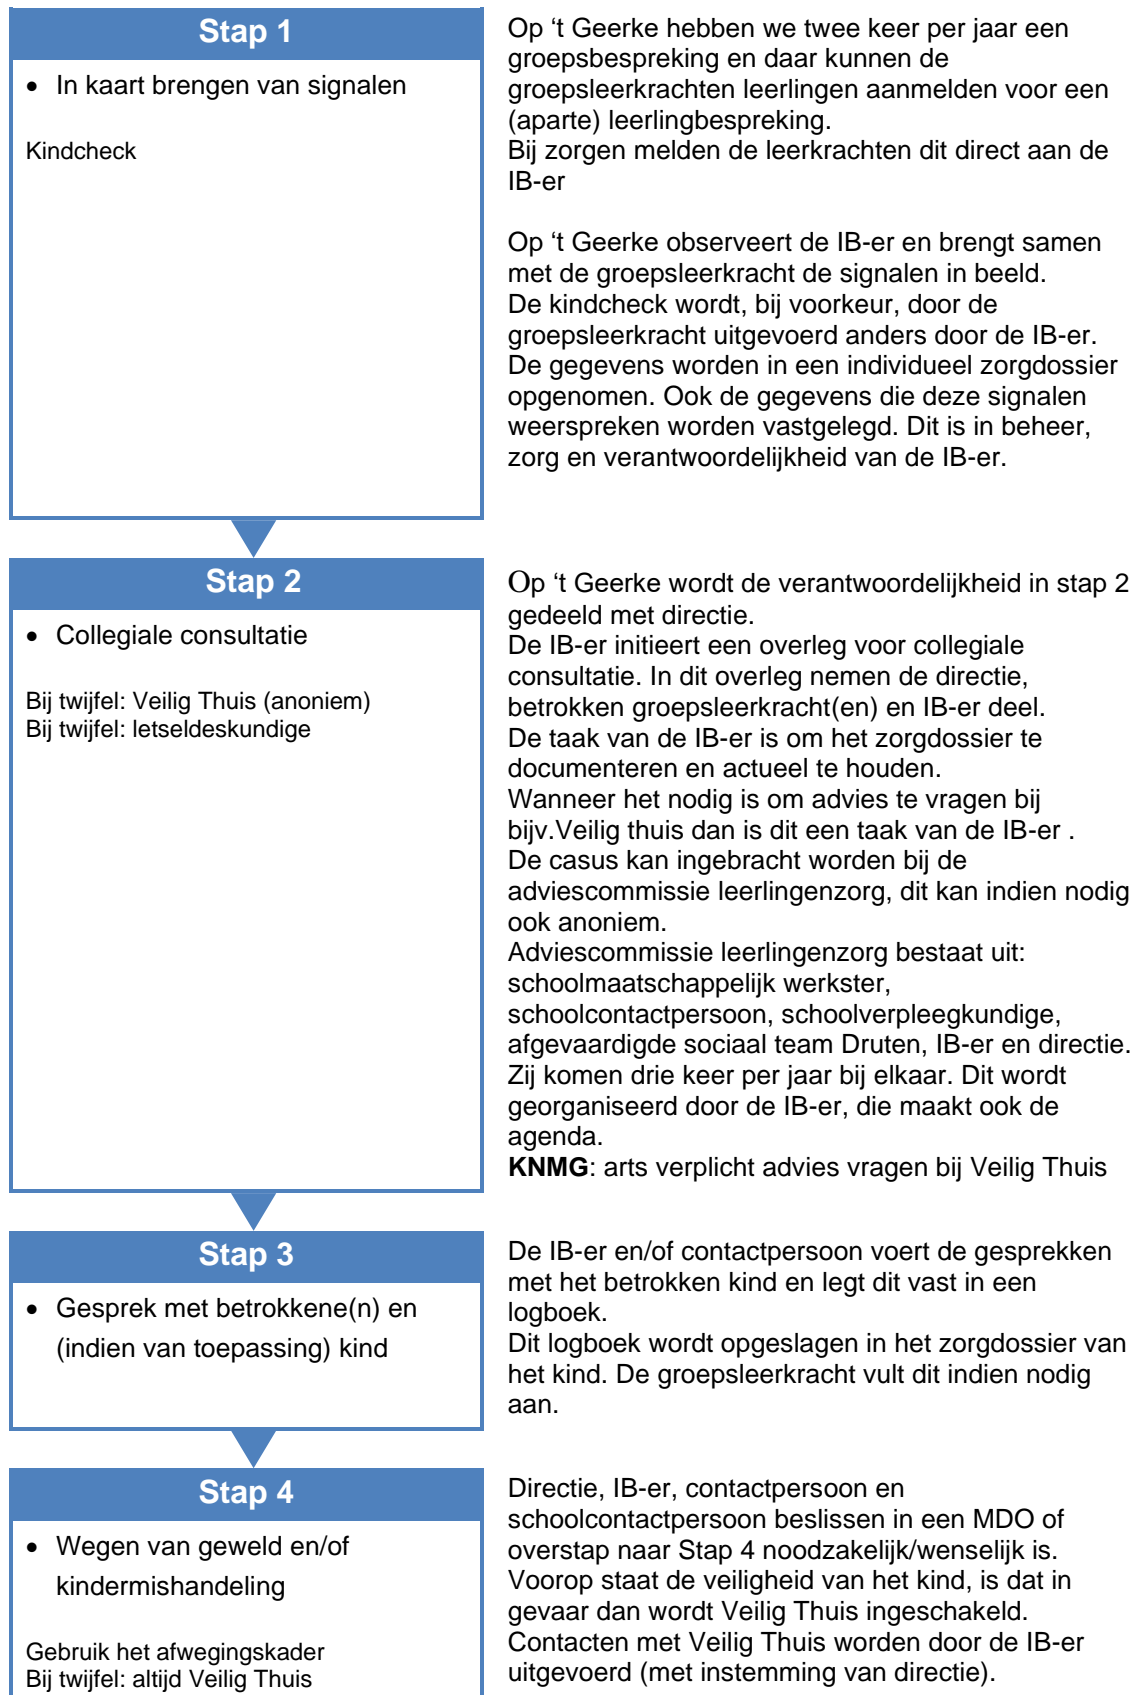 Stap 1
• In kaart brengen van signalen
Kindcheck
Op ‘t Geerke hebben we twee keer per jaar een
groepsbespreking en daar kunnen de
groepsleerkrachten leerlingen aanmelden voor een
(aparte) leerlingbespreking.
Bij zorgen melden de leerkrachten dit direct aan de
IB-er
Op ‘t Geerke observeert de IB-er en brengt samen
met de groepsleerkracht de signalen in beeld.
De kindcheck wordt, bij voorkeur, door de
groepsleerkracht uitgevoerd anders door de IB-er.
De gegevens worden in een individueel zorgdossier
opgenomen. Ook de gegevens die deze signalen
weerspreken worden vastgelegd. Dit is in beheer,
zorg en verantwoordelijkheid van de IB-er.
Stap 2
• Collegiale consultatie
Bij twijfel: Veilig Thuis (anoniem)
Bij twijfel: letseldeskundige
Op ‘t Geerke wordt de verantwoordelijkheid in stap 2
gedeeld met directie.
De IB-er initieert een overleg voor collegiale
consultatie. In dit overleg nemen de directie,
betrokken groepsleerkracht(en) en IB-er deel.
De taak van de IB-er is om het zorgdossier te
documenteren en actueel te houden.
Wanneer het nodig is om advies te vragen bij
bijv.Veilig thuis dan is dit een taak van de IB-er .
De casus kan ingebracht worden bij de
adviescommissie leerlingenzorg, dit kan indien nodig
ook anoniem.
Adviescommissie leerlingenzorg bestaat uit:
schoolmaatschappelijk werkster,
schoolcontactpersoon, schoolverpleegkundige,
afgevaardigde sociaal team Druten, IB-er en directie.
Zij komen drie keer per jaar bij elkaar. Dit wordt
georganiseerd door de IB-er, die maakt ook de
agenda.
KNMG: arts verplicht advies vragen bij Veilig Thuis
Stap 3
• Gesprek met betrokkene(n) en
(indien van toepassing) kind
De IB-er en/of contactpersoon voert de gesprekken
met het betrokken kind en legt dit vast in een
logboek.
Dit logboek wordt opgeslagen in het zorgdossier van
het kind. De groepsleerkracht vult dit indien nodig
aan.
Stap 4
• Wegen van geweld en/of
kindermishandeling
Gebruik het afwegingskader
Bij twijfel: altijd Veilig Thuis
Directie, IB-er, contactpersoon en
schoolcontactpersoon beslissen in een MDO of
overstap naar Stap 4 noodzakelijk/wenselijk is.
Voorop staat de veiligheid van het kind, is dat in
gevaar dan wordt Veilig Thuis ingeschakeld.
Contacten met Veilig Thuis worden door de IB-er
uitgevoerd (met instemming van directie).